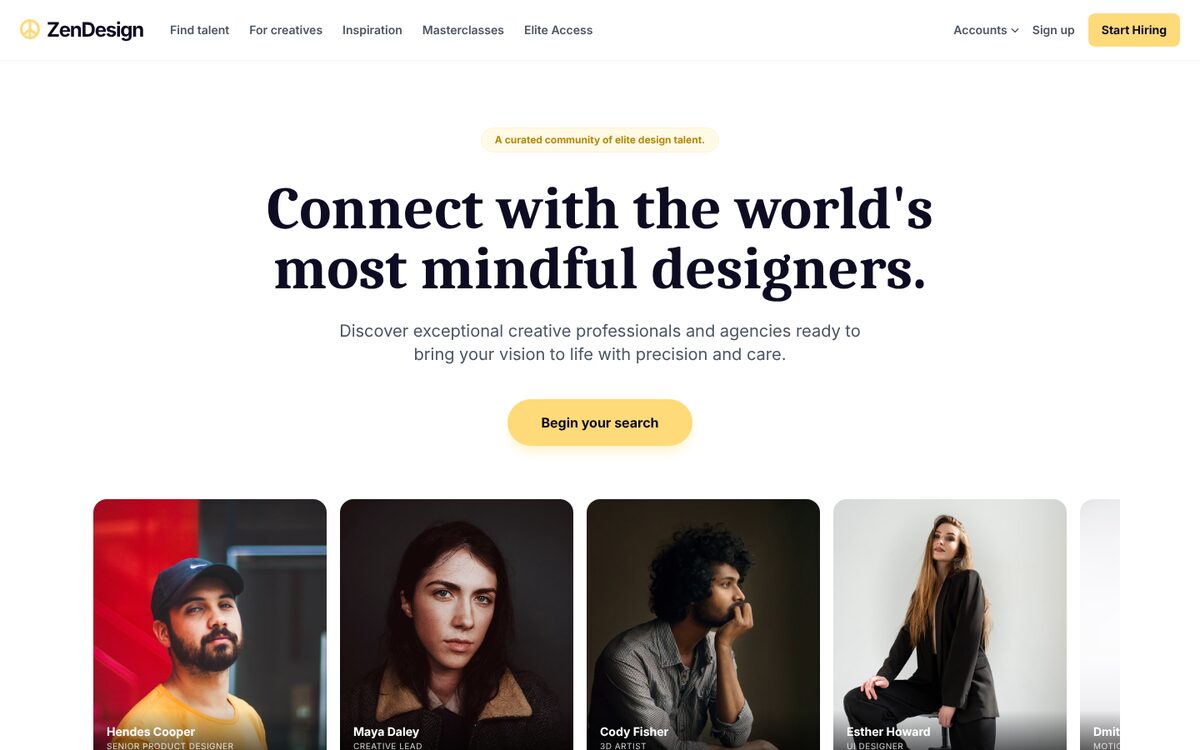 ZenDesign
Find talent
For creatives
Inspiration
Masterclasses
Elite Access
Accounts
Sign up
Start Hiring
A curated community of elite design talent.
Connect with the world's
most mindful designers.
Discover exceptional creative professionals and agencies ready to
bring your vision to life with precision and care.
Begin your search
Hendes Cooper
SENIOR PRODUCT DESIGNER
Maya Daley
CREATIVE LEAD
Cody Fisher
3D ARTIST
Esther Howard
UI DESIGNER